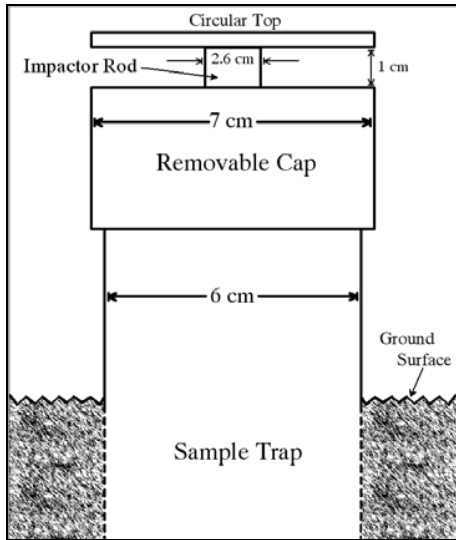 Circular Top
Impactor Rod
2.6 cm
1 cm
7 cm
Removable Cap
6 cm
Ground
Surface
Sample Trap